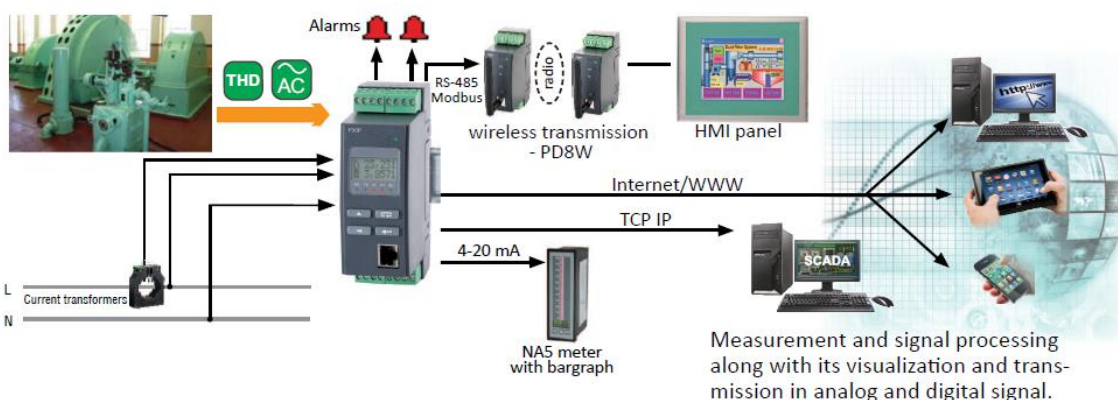 Alarms
THD
AC
RS-485
Modbus
radio
wireless transmission
- PD8W
HMI panel
http://www
Internet/WWW
TCP IP
4-20 mA
SCADA
L
Current transformers
N
NA5 meter
with bargraph
Measurement and signal processing
along with its visualization and trans-
mission in analog and digital signal.